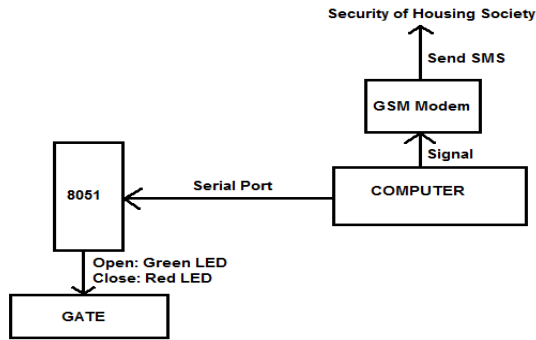 Security of Housing Society
Send SMS
GSM Modem
Signal
8051
Serial Port
COMPUTER
Open: Green LED
Close: Red LED
GATE